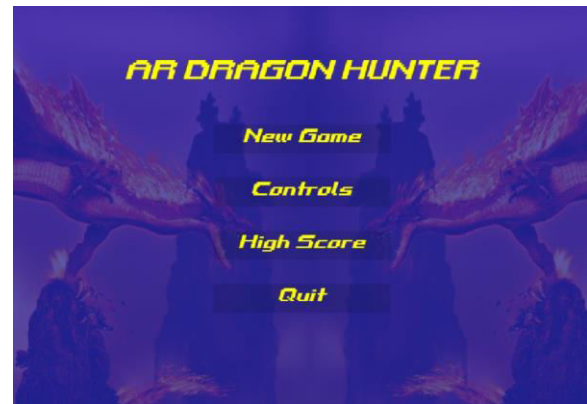 AR DRAGON HUNTER
New Game
Controls
High Score
Quit